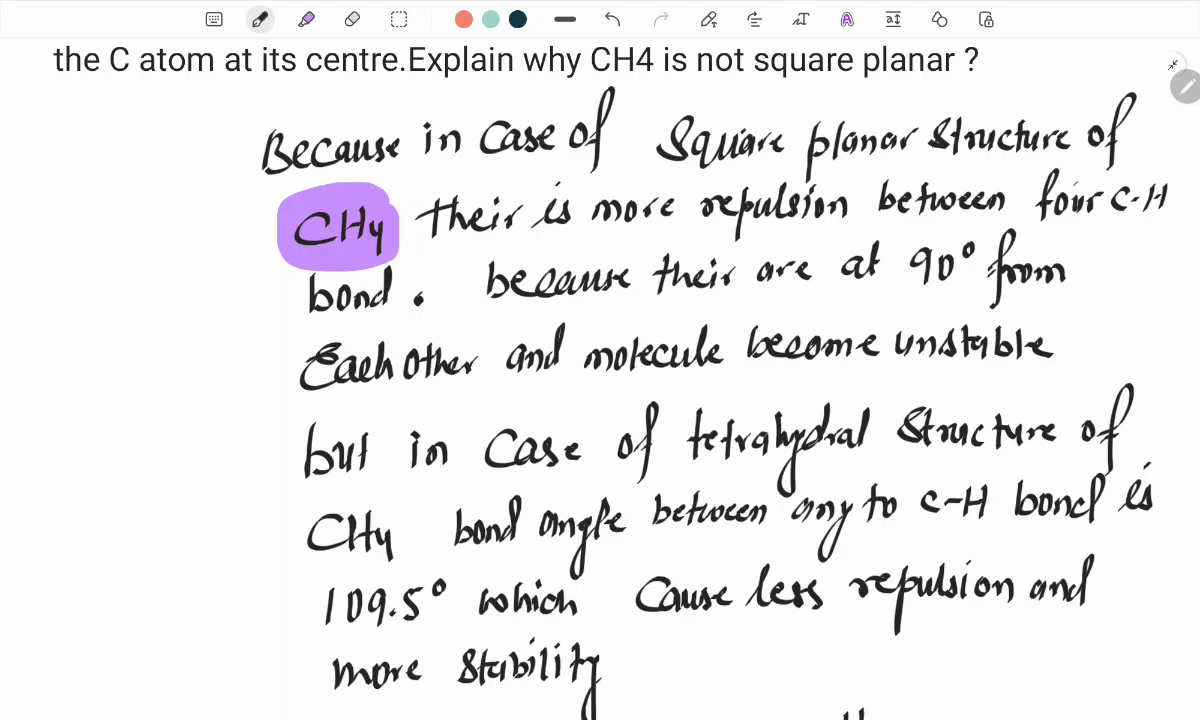 the C atom at its centre.Explain why CH4 is not square planar ?
Because in case of square planar structure of
CH4 their is more repulsion between four C-H
bond. because their are at 90° from
Each other and molecule become unstable
but in case of tetrahydral structure of
CH4 bond angle between any to C-H bond is
109.5° which cause less repulsion and
more stability